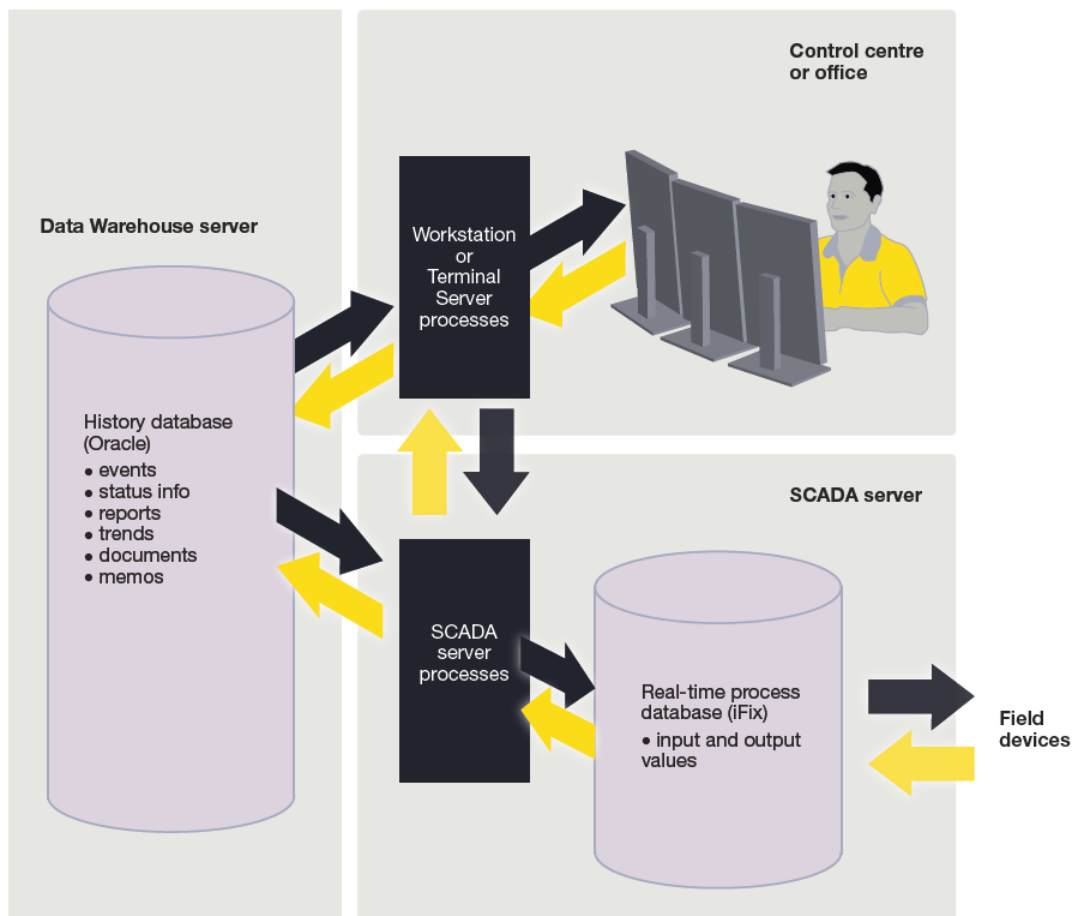 Control centre
or office
Data Warehouse server
Workstation
or
Terminal
Server
processes
History database
(Oracle)
• events
• status info
• reports
• trends
• documents
• memos
SCADA server
SCADA
server
processes
Real-time process
database (iFix)
• input and output
values
Field
devices